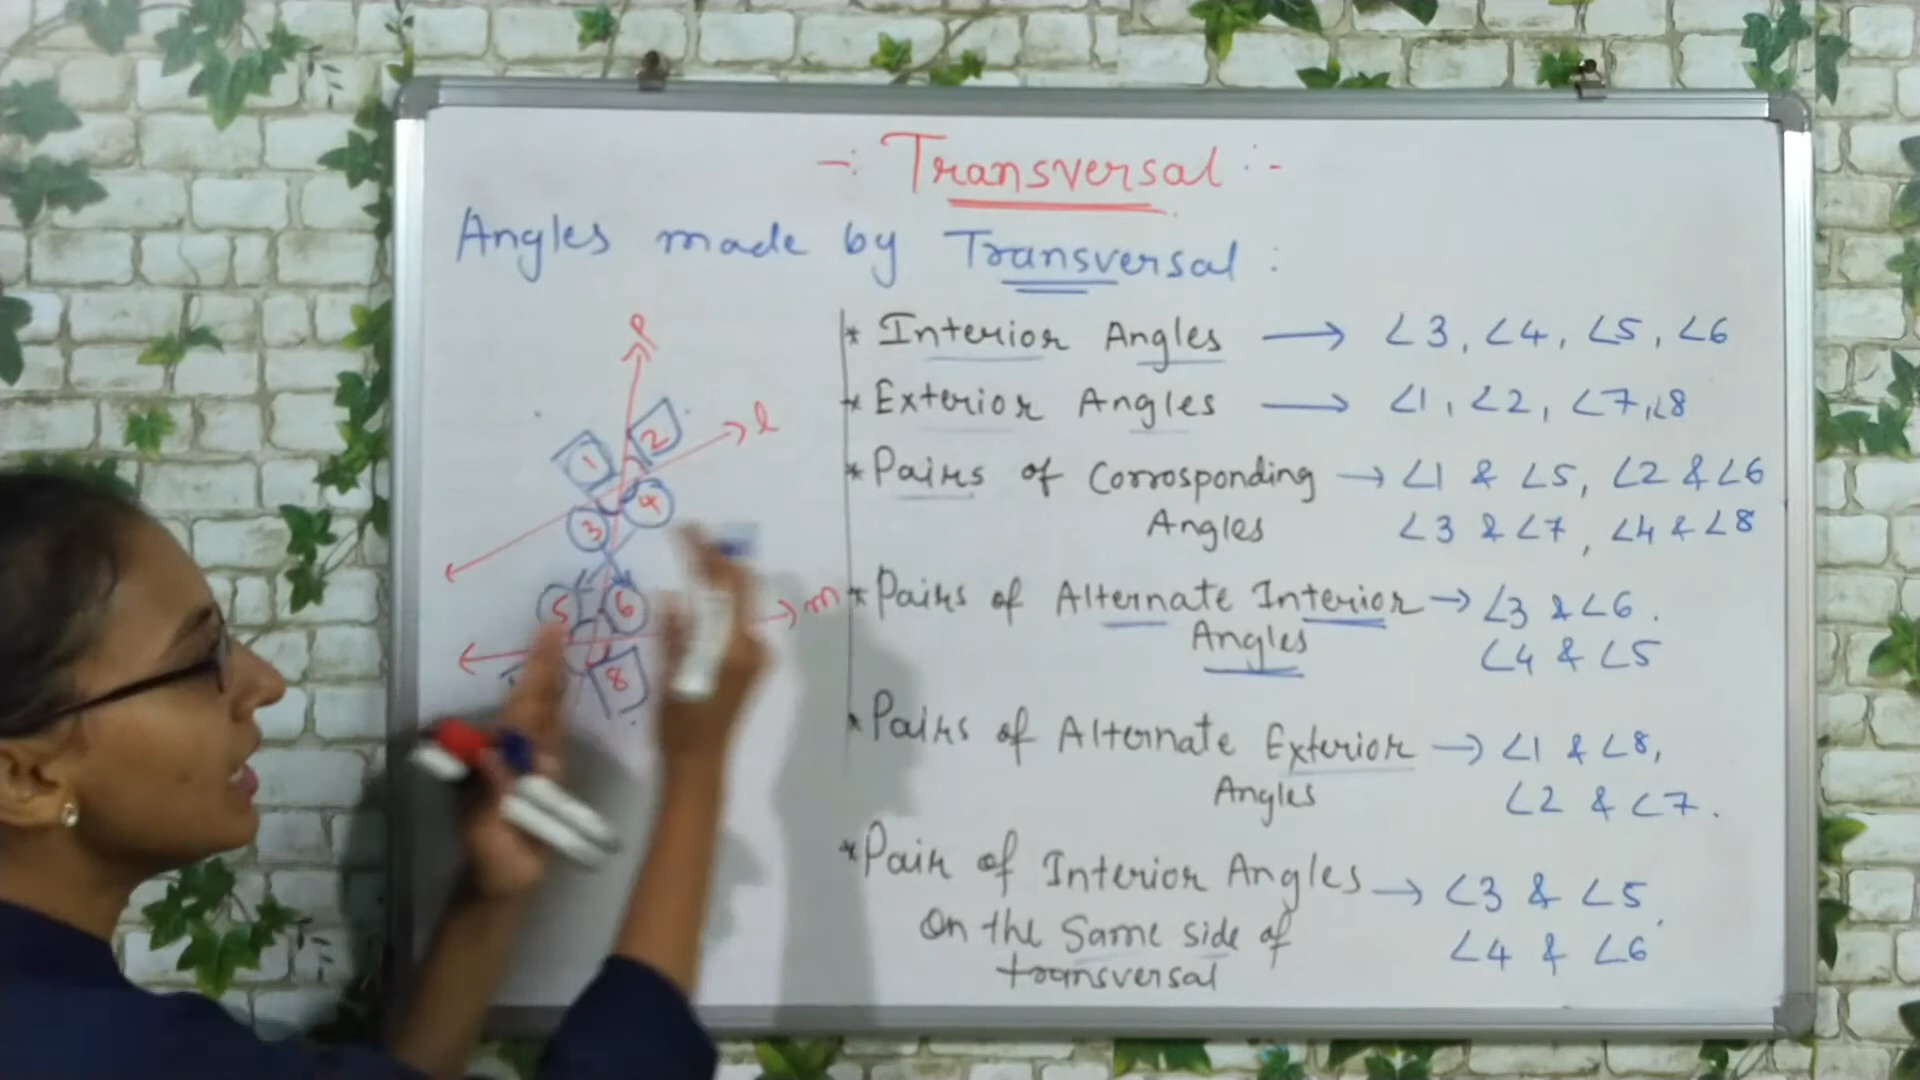 -: Transversal :-
Angles made by Transversal :
l
1
2
3
4
5
6
m
8
* Interior Angles → ∠3, ∠4, ∠5, ∠6
* Exterior Angles → ∠1, ∠2, ∠7, ∠8
* Pairs of Corrosponding → ∠1 & ∠5, ∠2 & ∠6
Angles ∠3 & ∠7, ∠4 & ∠8
* Pairs of Alternate Interior → ∠3 & ∠6.
Angles ∠4 & ∠5
* Pairs of Alternate Exterior → ∠1 & ∠8,
Angles ∠2 & ∠7.
* Pair of Interior Angles → ∠3 & ∠5,
On the Same side of ∠4 & ∠6
transversal